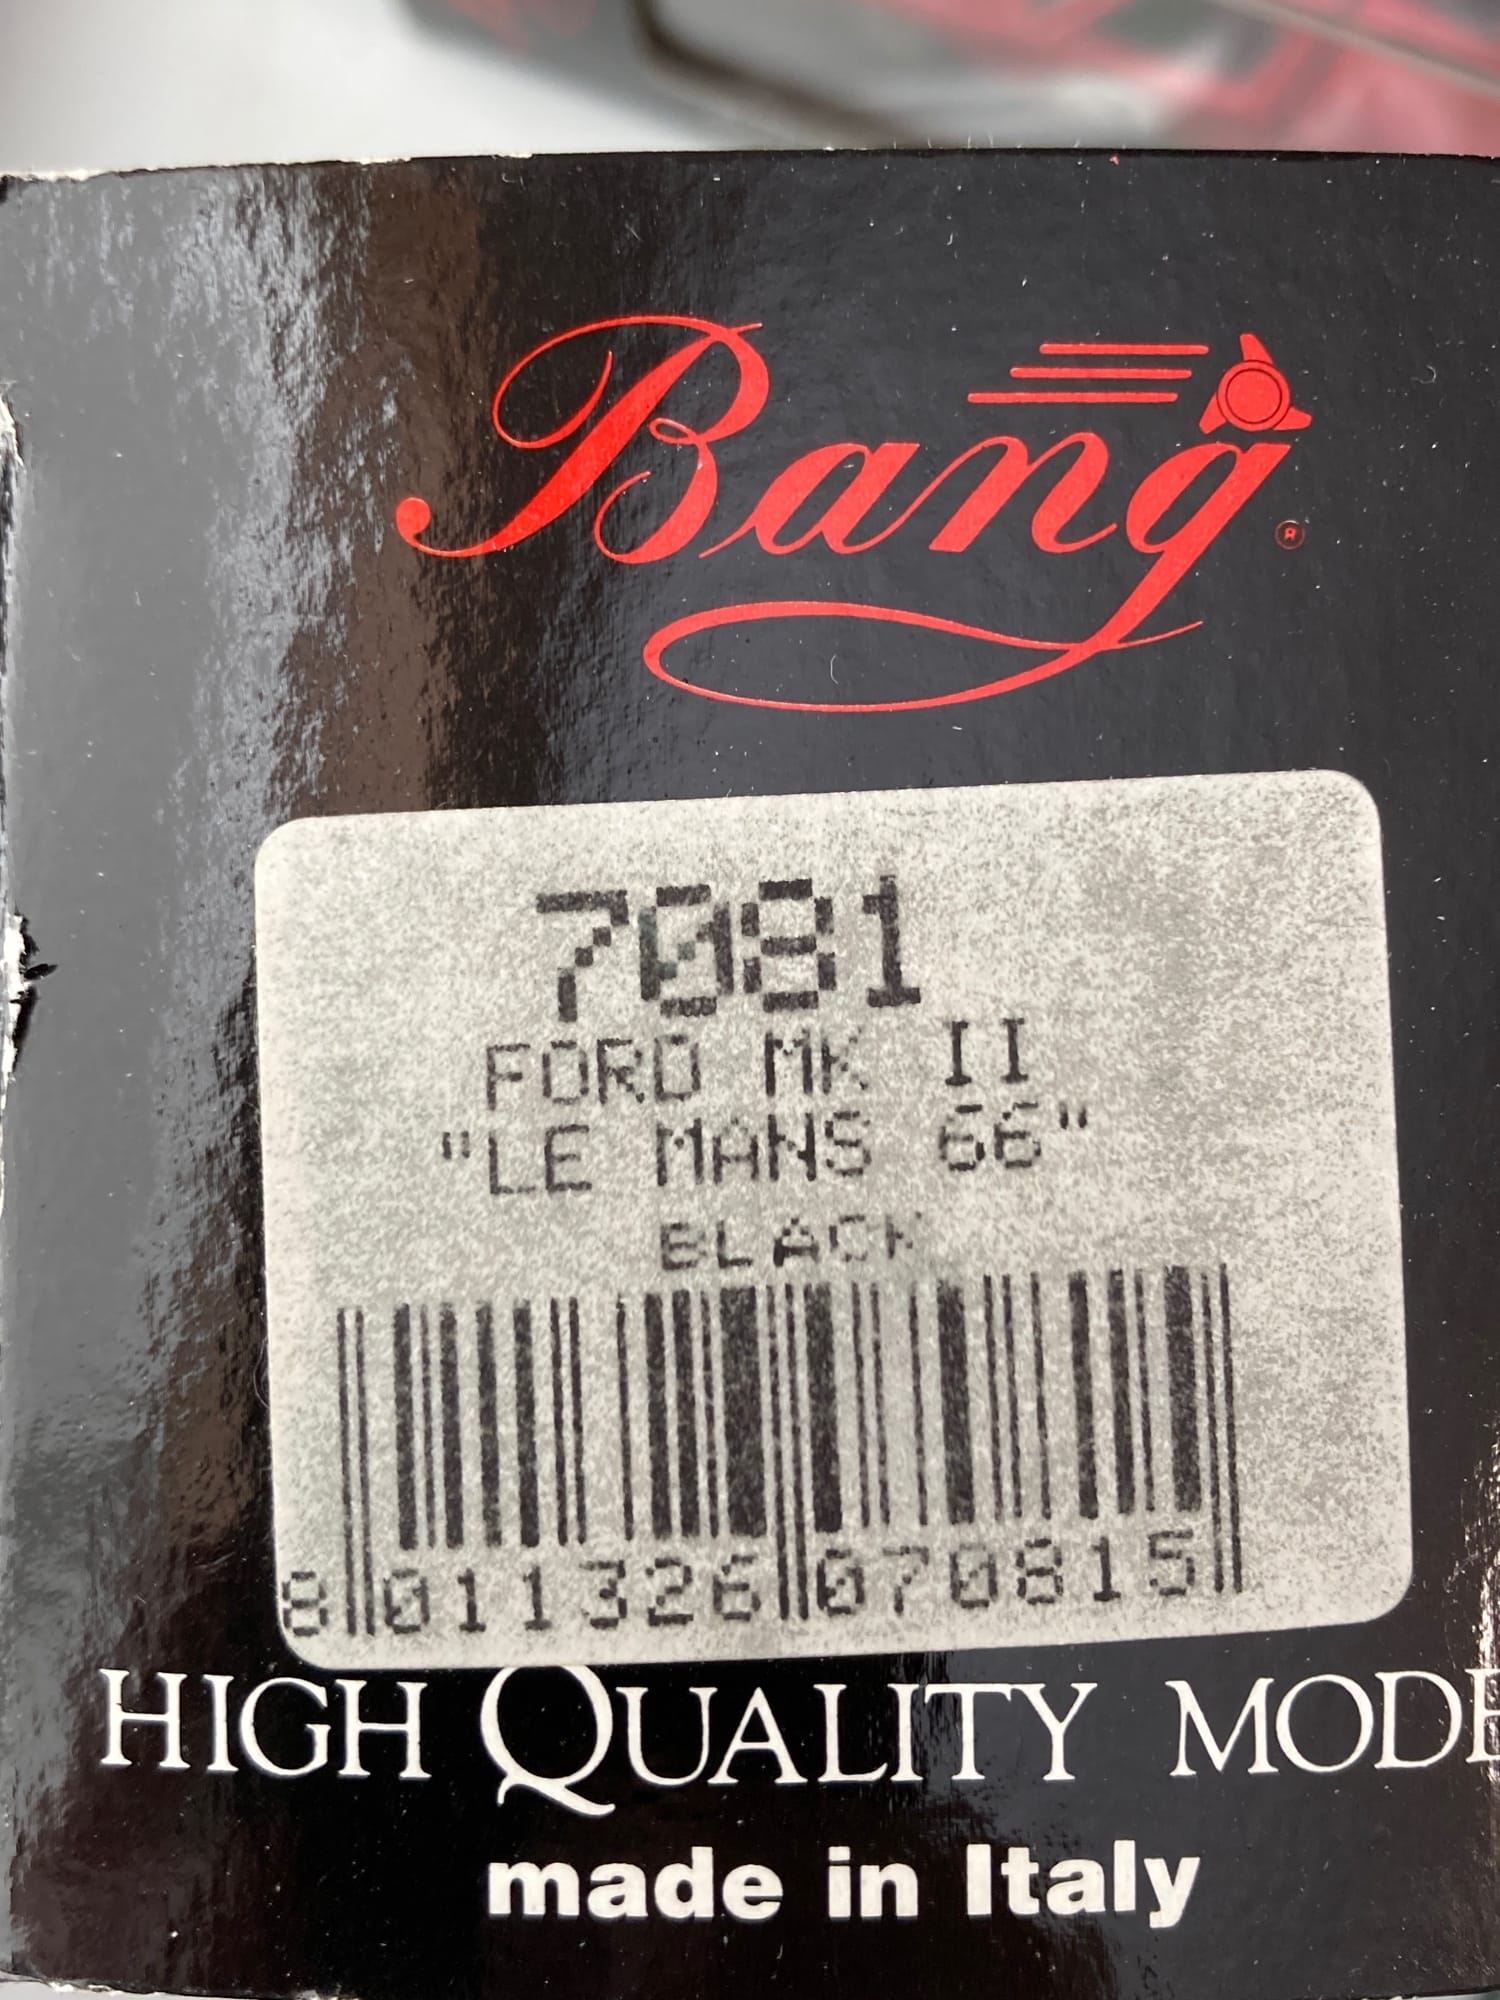 Bang®
7081
FORD MK II
"LE MANS 66"
BLACK
8 011326 070815
HIGH QUALITY MODE
made in Italy